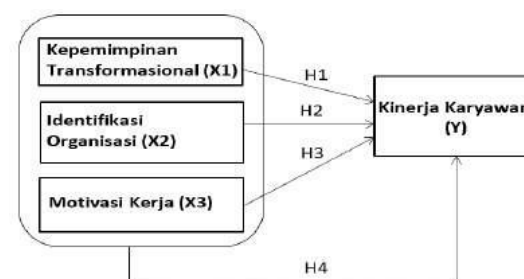 Kepemimpinan
Transformasional (X1)
H1
H2
Identifikasi
Organisasi (X2)
Kinerja Karyawan
(Y)
H3
Motivasi Kerja (X3)
H4